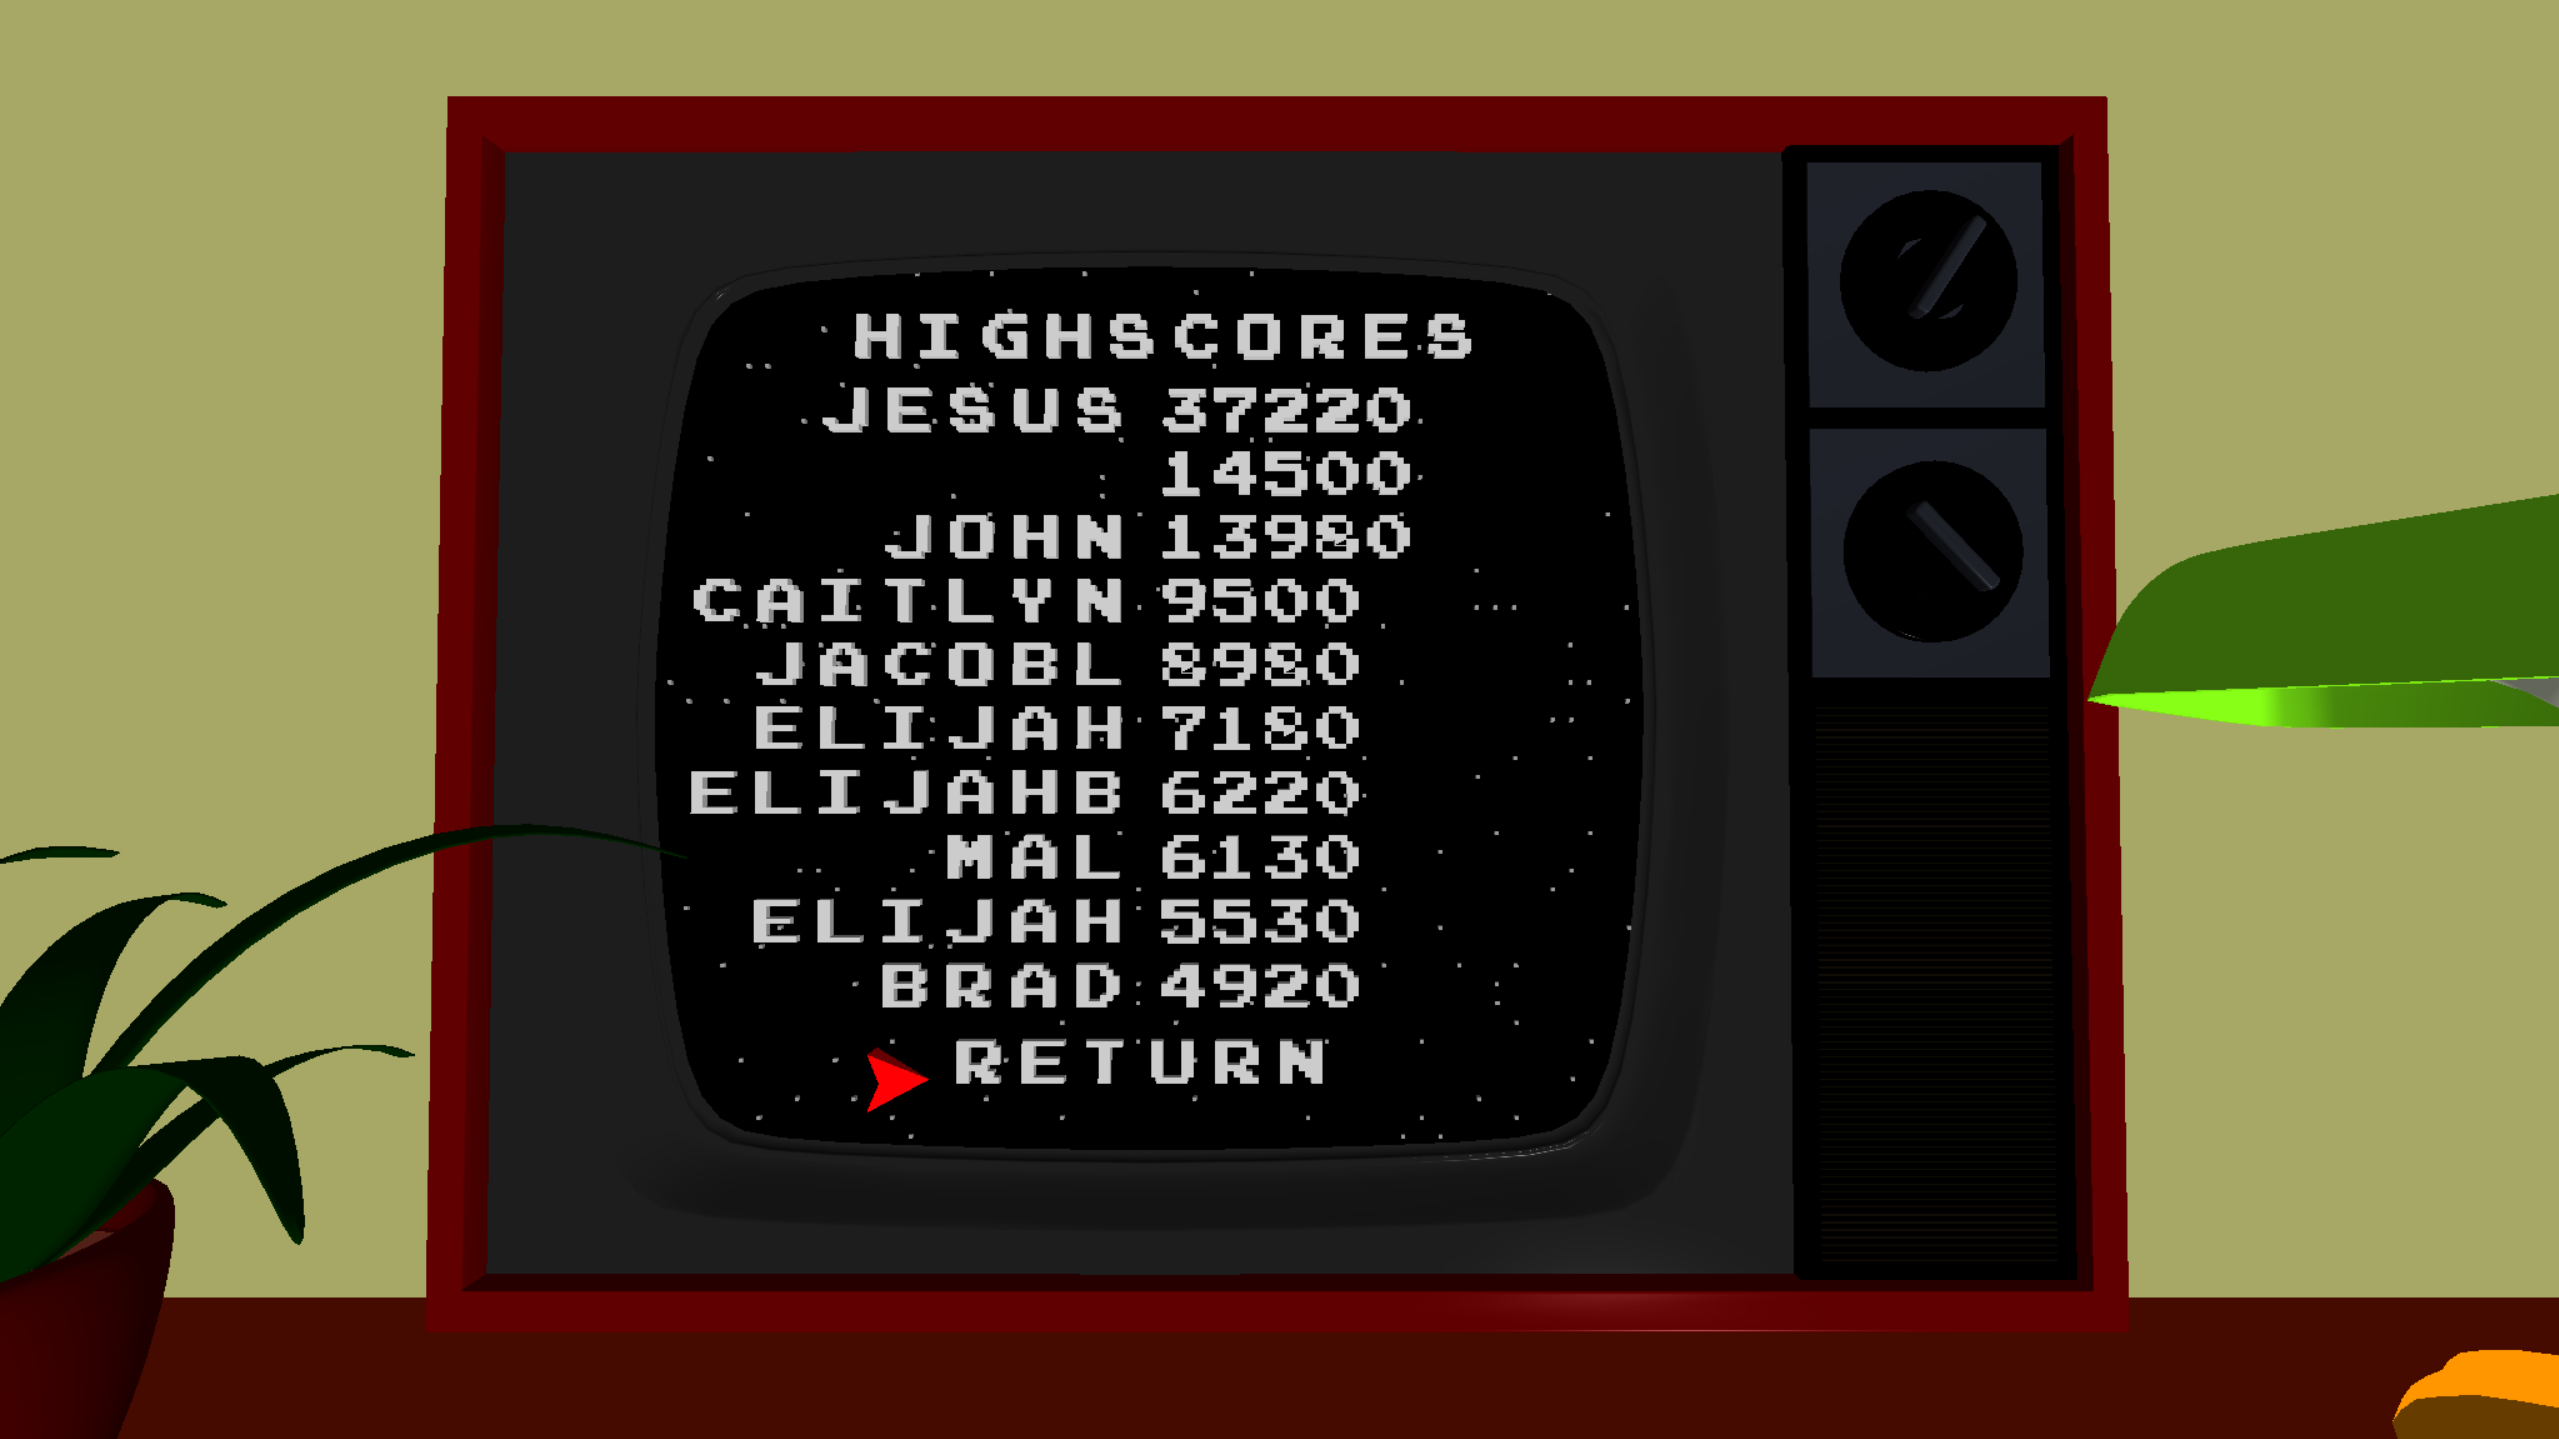 HIGHSCORES
JESUS 37220
14500
JOHN 13980
CAITLYN 9500
JACOBL 8980
ELIJAH 7180
ELIJAHB 6220
MAL 6130
ELIJAH 5530
BRAD 4920
RETURN